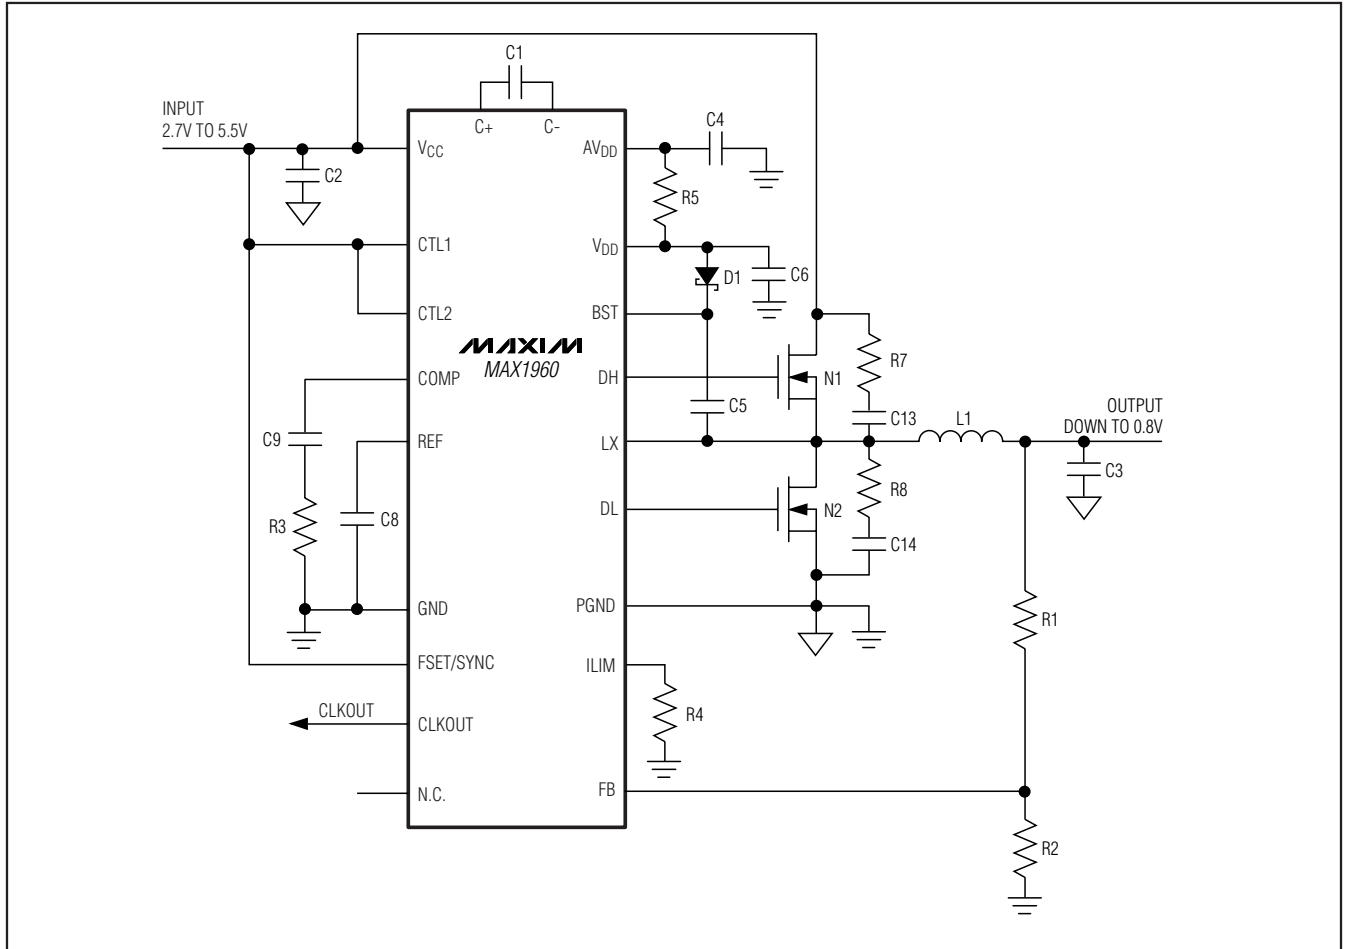 C1
INPUT
2.7V TO 5.5V
C+
C-
C4
VCC
AVDD
C2
R5
CTL1
VDD
D1
C6
CTL2
BST
MAXIM
MAX1960
R7
COMP
DH
N1
C5
C13
OUTPUT
DOWN TO 0.8V
L1
C9
REF
LX
C3
R8
R3
C8
DL
N2
C14
GND
PGND
R1
FSET/SYNC
ILIM
CLKOUT
CLKOUT
R4
N.C.
FB
R2